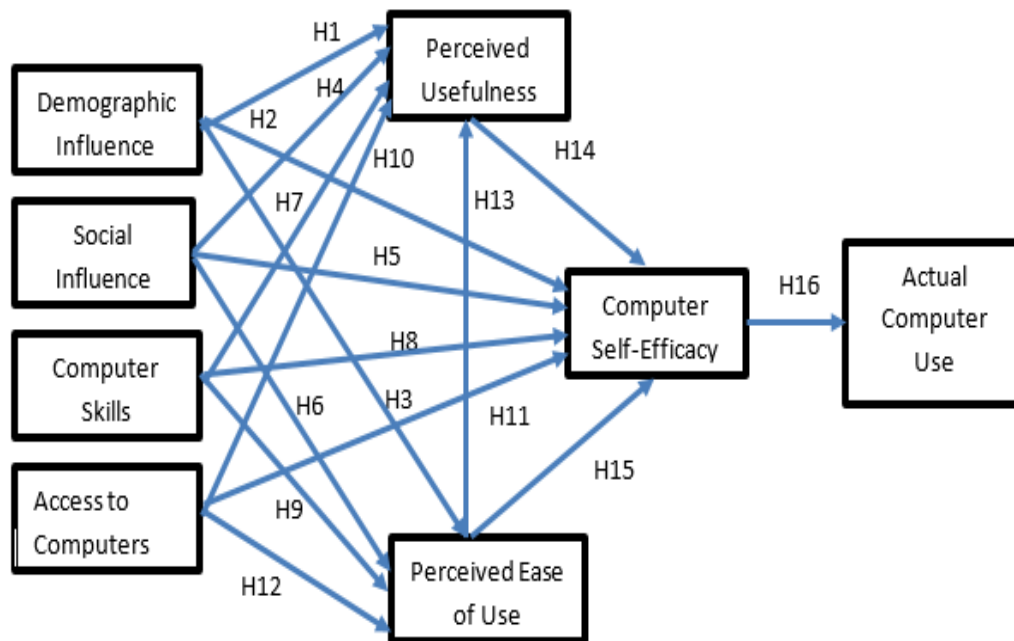 H1
Perceived
Usefulness
Demographic
Influence
H4
H2
H10
H14
H7
H13
Social
Influence
H5
Computer
Self-Efficacy
H16
Actual
Computer
Use
Computer
Skills
H8
H6
H3
H11
H15
Access to
Computers
H9
H12
Perceived Ease
of Use